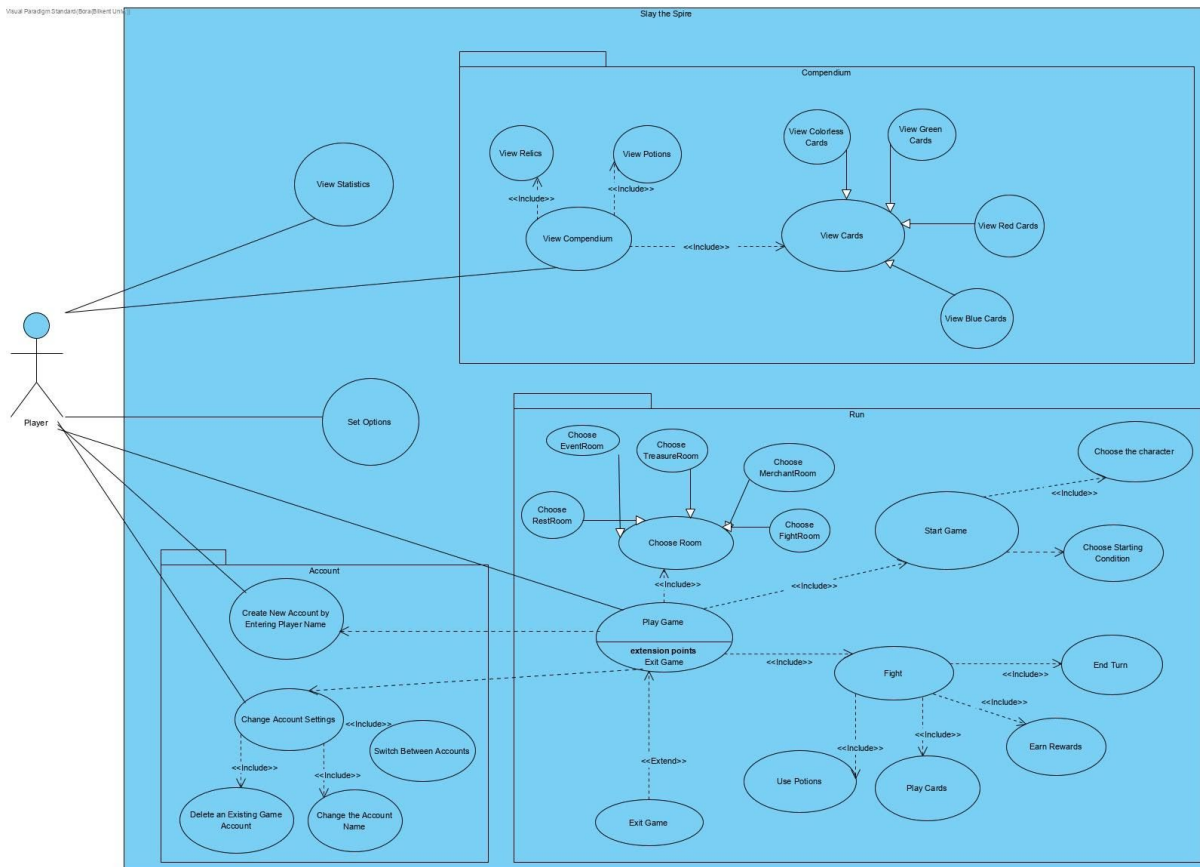 Visual Paradigm Standard(Bora(Bilkent Univ.))
Slay the Spire
Compendium
View Relics
View Potions
View Colorless
Cards
View Green
Cards
<<Include>>
<<Include>>
View Statistics
View Compendium
<<Include>>
View Cards
View Red Cards
View Blue Cards
Player
Set Options
Run
Choose
EventRoom
Choose
TreasureRoom
Choose
MerchantRoom
Choose the character
<<Include>>
Choose
RestRoom
Choose
FightRoom
Choose Room
Start Game
Choose Starting
Condition
<<Include>>
<<Include>>
<<Include>>
Account
Create New Account by
Entering Player Name
Play Game
extension points
Exit Game
<<Include>>
Fight
End Turn
<<Include>>
<<Include>>
Change Account Settings
<<Include>>
Switch Between Accounts
<<Include>>
<<Include>>
<<Extend>>
<<Include>>
<<Include>>
Earn Rewards
Use Potions
Play Cards
Delete an Existing Game
Account
Change the Account
Name
Exit Game